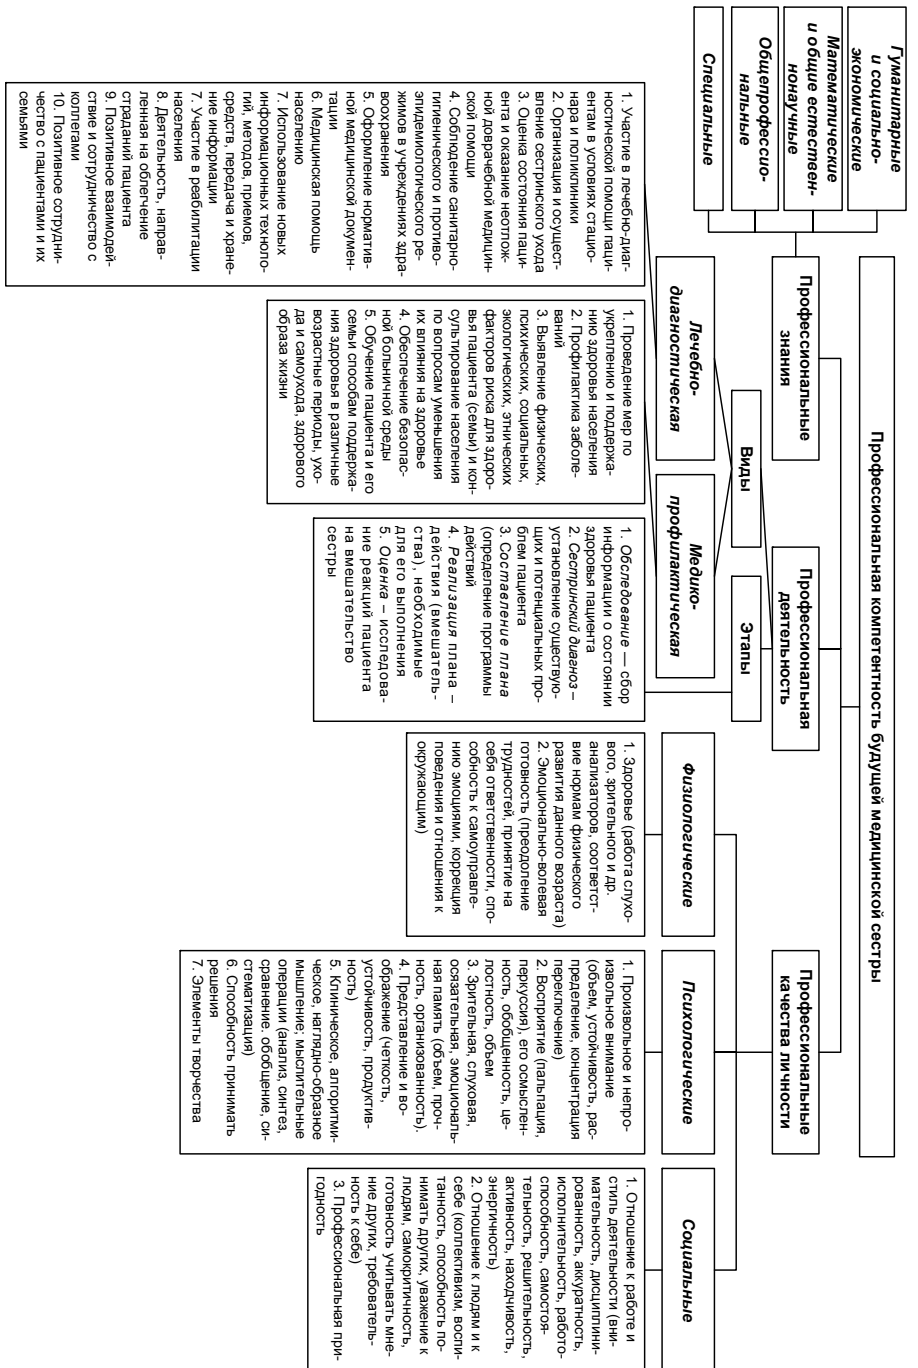 Профессиональная компетентность будущей медицинской сестры
Профессиональные
знания
Профессиональная
деятельность
Профессиональные
качества личности
Гуманитарные
и социально-
экономические
Математические
и общие естествен-
нонаучные
Общепрофессио-
нальные
Специальные
Виды
Этапы
Лечебно-
диагностическая
Медико-
профилактическая
Физиологические
Психологические
Социальные
1. Участие в лечебно-диаг-
ностической помощи паци-
ентам в условиях стацио-
нара и поликлиники
2. Организация и осущест-
вление сестринского ухода
3. Оценка состояния паци-
ента и оказание неотлож-
ной доврачебной медицин-
ской помощи
4. Соблюдение санитарно-
гигиенического и противо-
эпидемиологического ре-
жимов в учреждениях здра-
воохранения
5. Оформление норматив-
ной медицинской докумен-
тации
6. Медицинская помощь
населению
7. Использование новых
информационных техноло-
гий, методов, приемов,
средств, передача и хране-
ние информации
7. Участие в реабилитации
населения
8. Деятельность, направ-
ленная на облегчение
страданий пациента
9. Позитивное взаимодей-
ствие и сотрудничество с
коллегами
10. Позитивное сотрудни-
чество с пациентами и их
семьями
1. Проведение мер по
укреплению и поддержа-
нию здоровья населения
2. Профилактика заболе-
ваний
3. Выявление физических,
психических, социальных,
экологических, этнических
факторов риска для здоро-
вья пациента (семьи) и кон-
сультирование населения
по вопросам уменьшения
их влияния на здоровье
4. Обеспечение безопас-
ной больничной среды
5. Обучение пациента и его
семьи способам поддержа-
ния здоровья в различные
возрастные периоды, ухо-
да и самоухода, здорового
образа жизни
1. Обследование — сбор
информации о состоянии
здоровья пациента
2. Сестринский диагноз –
установление существую-
щих и потенциальных про-
блем пациента
3. Составление плана
(определение программы
действий)
4. Реализация плана –
действия (вмешатель-
ства), необходимые
для его выполнения
5. Оценка – исследова-
ние реакций пациента
на вмешательство
сестры
1. Здоровье (работа слухо-
вого, зрительного и др.
анализаторов, соответст-
вие нормам физического
развития данного возраста)
2. Эмоционально-волевая
готовность (преодоление
трудностей, принятие на
себя ответственности, спо-
собность к самоуправле-
нию эмоциями, коррекция
поведения и отношения к
окружающим)
1. Произвольное и непро-
извольное внимание
(объем, устойчивость, рас-
пределение, концентрация
переключение)
2. Восприятие (пальпация,
перкуссия), его осмыслен-
ность, обобщенность, це-
лостность, объем
3. Зрительная, слуховая,
осязательная, эмоциональ-
ная память (объем, проч-
ность, организованность).
4. Представление и во-
ображение (четкость,
устойчивость, продуктив-
ность)
5. Клиническое, алгоритми-
ческое, наглядно-образное
мышление; мыслительные
операции (анализ, синтез,
сравнение, обобщение, си-
стематизация)
6. Способность принимать
решения
7. Элементы творчества
1. Отношение к работе и
стиль деятельности (вни-
мательность, дисциплини-
рованность, аккуратность,
исполнительность, работо-
способность, самостоя-
тельность, решительность,
активность, находчивость,
энергичность)
2. Отношение к людям и к
себе (коллективизм, воспи-
танность, способность по-
нимать других, уважение к
людям, самокритичность,
готовность учитывать мне-
ние других, требователь-
ность к себе)
3. Профессиональная при-
годность